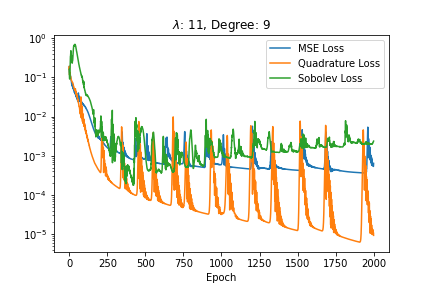 λ: 11, Degree: 9
MSE Loss
Quadrature Loss
Sobolev Loss
10⁰
10⁻¹
10⁻²
10⁻³
10⁻⁴
10⁻⁵
0 250 500 750 1000 1250 1500 1750 2000
Epoch